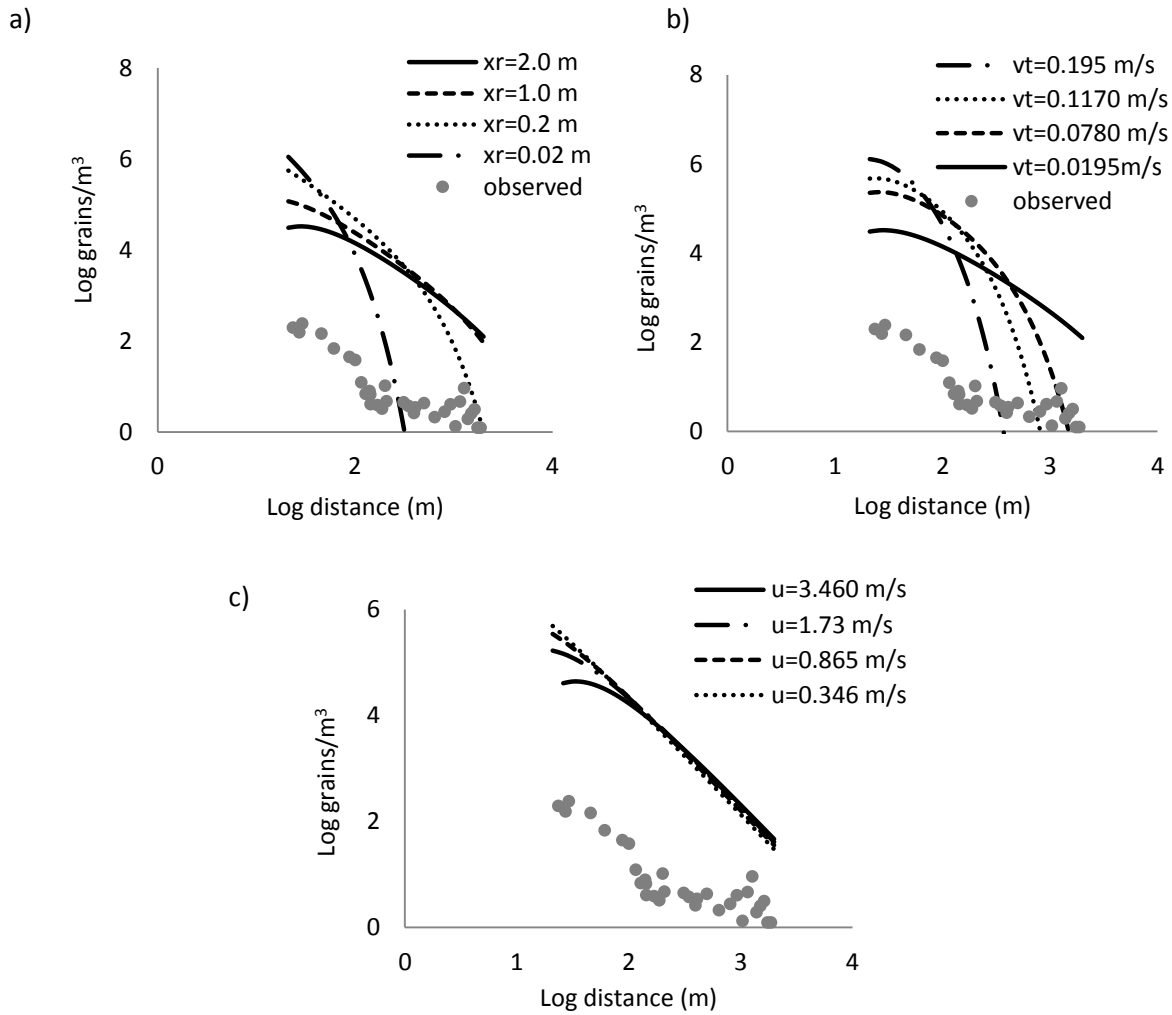 a)
xr=2.0 m
xr=1.0 m
xr=0.2 m
xr=0.02 m
observed
8
6
4
2
0
Log grains/m³
0
2
4
Log distance (m)
b)
vt=0.195 m/s
vt=0.1170 m/s
vt=0.0780 m/s
vt=0.0195m/s
observed
8
6
4
2
0
Log grains/m³
0
1
2
3
4
Log distance (m)
c)
u=3.460 m/s
u=1.73 m/s
u=0.865 m/s
u=0.346 m/s
6
4
2
0
Log grains/m³
0
1
2
3
4
Log distance (m)